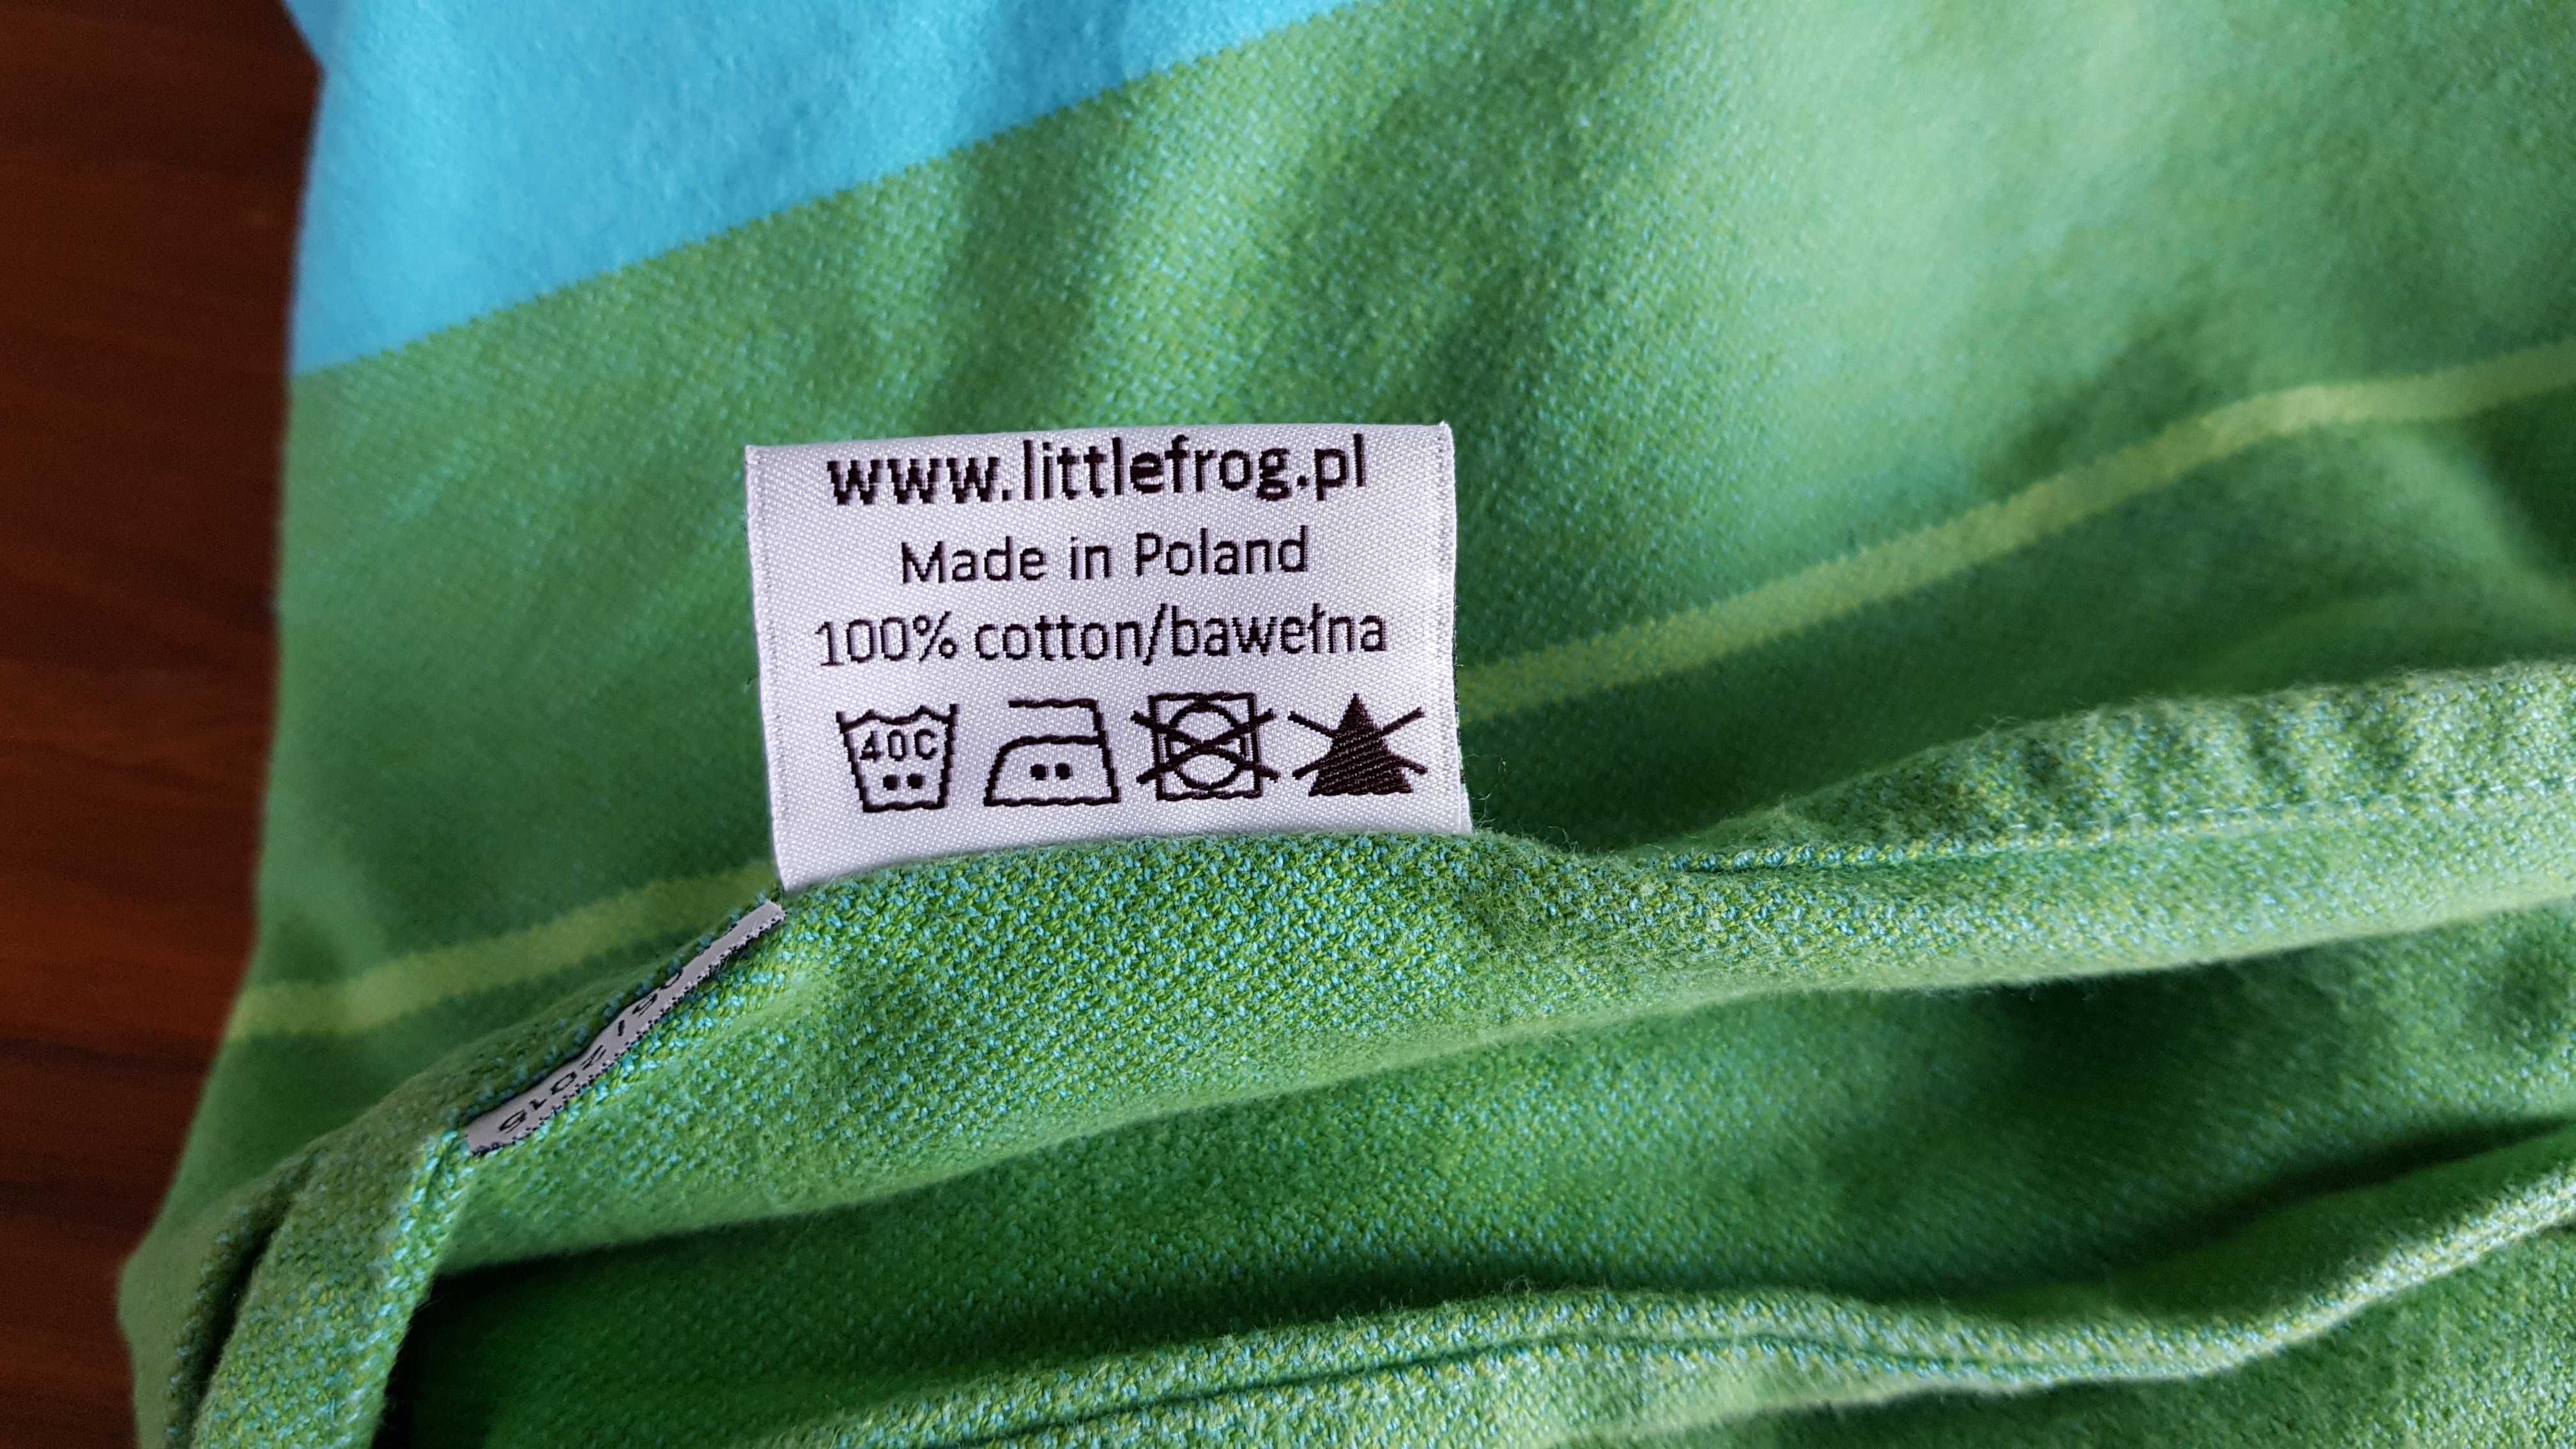 www.littlefrog.pl
Made in Poland
100% cotton/bawełna
40C